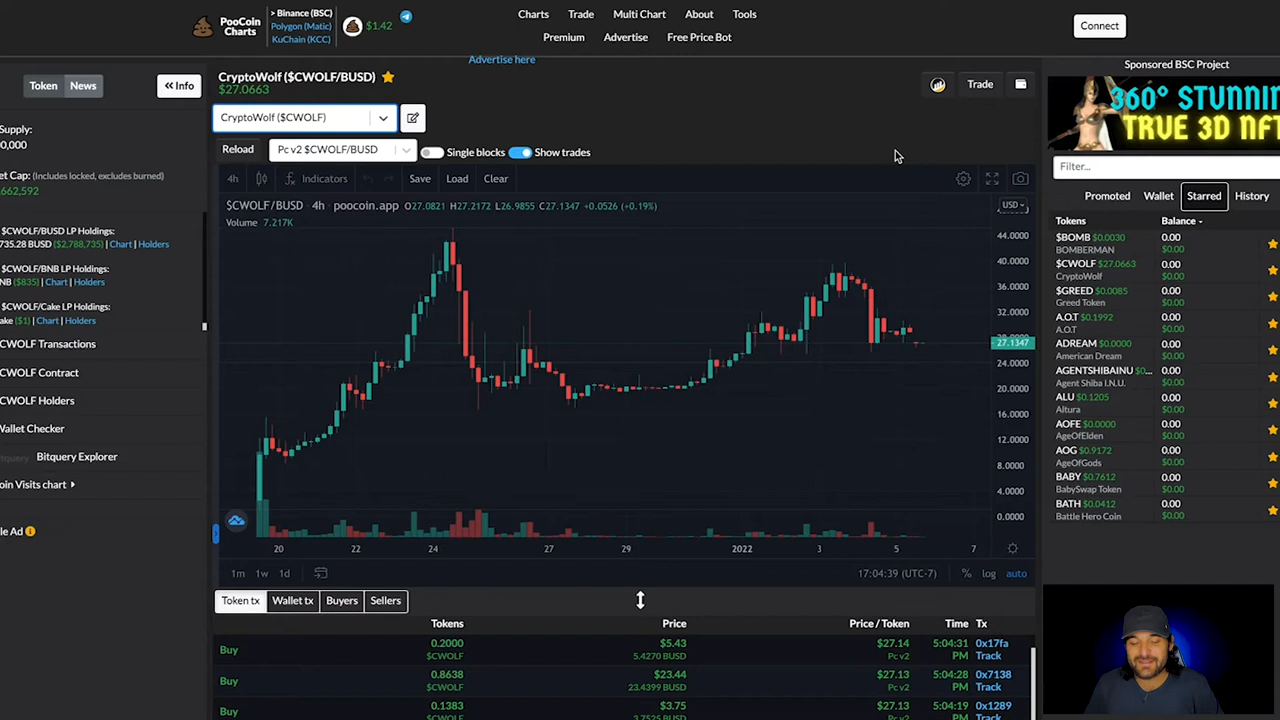 PooCoin
Charts
> Binance (BSC)
Polygon (Matic)
KuChain (KCC)
$1.42
Charts
Trade
Multi Chart
About
Tools
Premium
Advertise
Free Price Bot
Connect
Advertise here
Token
News
Info
CryptoWolf ($CWOLF/BUSD)
$27.0663
Trade
CryptoWolf ($CWOLF)
Reload
Pc v2 $CWOLF/BUSD
Single blocks
Show trades
4h
Indicators
Save
Load
Clear
$CWOLF/BUSD · 4h · poocoin.app O27.0821 H27.2172 L26.9855 C27.1347 +0.0526 (+0.19%)
Volume 7.217K
USD
44.0000
40.0000
36.0000
32.0000
27.1347
24.0000
20.0000
16.0000
12.0000
8.0000
4.0000
0.0000
20
22
24
27
29
2022
3
5
7
1m
1w
1d
17:04:39 (UTC-7)
%
log
auto
Supply:
00,000
et Cap: (Includes locked, excludes burned)
,662,592
$CWOLF/BUSD LP Holdings:
735.28 BUSD ($2,788,735) | Chart | Holders
$CWOLF/BNB LP Holdings:
NB ($835) | Chart | Holders
$CWOLF/Cake LP Holdings:
ake ($1) | Chart | Holders
CWOLF Transactions
CWOLF Contract
CWOLF Holders
Wallet Checker
itquery
Bitquery Explorer
oin Visits chart
le Ad
Token tx
Wallet tx
Buyers
Sellers
Tokens
Price
Price / Token
Time
Tx
Buy
0.2000
$CWOLF
$5.43
5.4270 BUSD
$27.14
Pc v2
5:04:31
PM
0x17fa
Track
Buy
0.8638
$CWOLF
$23.44
23.4399 BUSD
$27.13
Pc v2
5:04:28
PM
0x7138
Track
Buy
0.1383
$CWOLF
$3.75
3.7525 BUSD
$27.13
Pc v2
5:04:19
PM
0x1289
Track
Sponsored BSC Project
360° STUNNIN
TRUE 3D NFT
Filter...
Promoted
Wallet
Starred
History
Tokens
Balance
$BOMB $0.0030
BOMBERMAN
0.00
$0.00
$CWOLF $27.0663
CryptoWolf
0.00
$0.00
$GREED $0.0085
Greed Token
0.00
$0.00
A.O.T $0.1992
A.O.T
0.00
$0.00
ADREAM $0.0000
American Dream
0.00
$0.00
AGENTSHIBAINU $0...
Agent Shiba I.N.U.
0.00
$0.00
ALU $0.1205
Altura
0.00
$0.00
AOFE $0.0000
AgeOfElden
0.00
$0.00
AOG $0.9172
AgeOfGods
0.00
$0.00
BABY $0.7612
BabySwap Token
0.00
$0.00
BATH $0.0412
Battle Hero Coin
0.00
$0.00